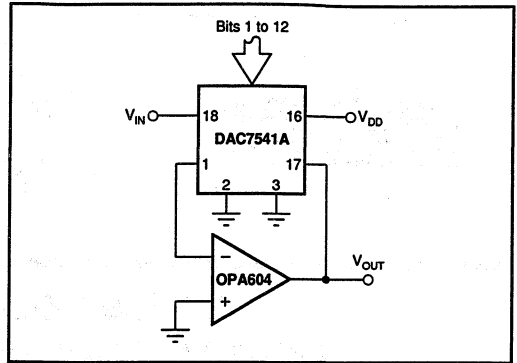 Bits 1 to 12
V_IN 18 16 V_DD
DAC7541A
1 17
2 3
V_OUT
−
OPA604
+